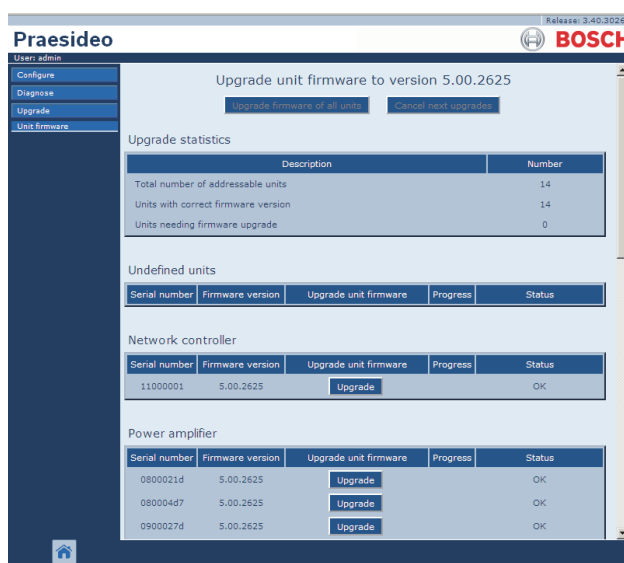 Release: 3.40.3026
Praesideo
BOSCH
User: admin
Configure
Diagnose
Upgrade
Unit firmware
Upgrade unit firmware to version 5.00.2625
Upgrade firmware of all units Cancel next upgrades
Upgrade statistics
Description Number
Total number of addressable units 14
Units with correct firmware version 14
Units needing firmware upgrade 0
Undefined units
Serial number Firmware version Upgrade unit firmware Progress Status
Network controller
Serial number Firmware version Upgrade unit firmware Progress Status
11000001 5.00.2625 Upgrade OK
Power amplifier
Serial number Firmware version Upgrade unit firmware Progress Status
0800021d 5.00.2625 Upgrade OK
080004d7 5.00.2625 Upgrade OK
0900027d 5.00.2625 Upgrade OK